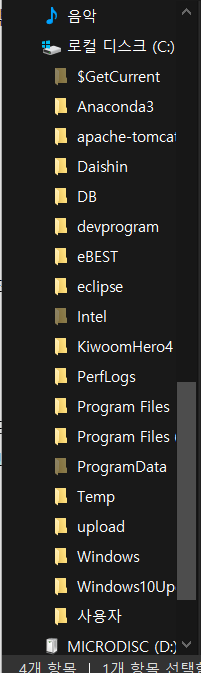 음악
로컬 디스크 (C:)
$GetCurrent
Anaconda3
apache-tomcat
Daishin
DB
devprogram
eBEST
eclipse
Intel
KiwoomHero4
PerfLogs
Program Files
Program Files (
ProgramData
Temp
upload
Windows
Windows10Up
사용자
MICRODISC (D:)
4개 항목 | 1개 항목 선택함